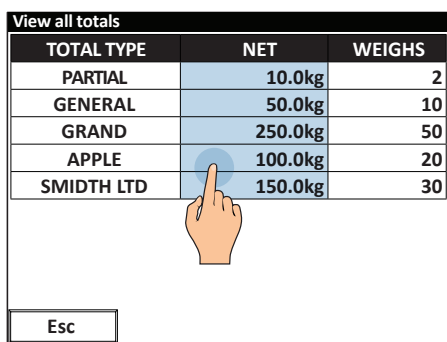 View all totals
TOTAL TYPE NET WEIGHS
PARTIAL 10.0kg 2
GENERAL 50.0kg 10
GRAND 250.0kg 50
APPLE 100.0kg 20
SMIDTH LTD 150.0kg 30
Esc